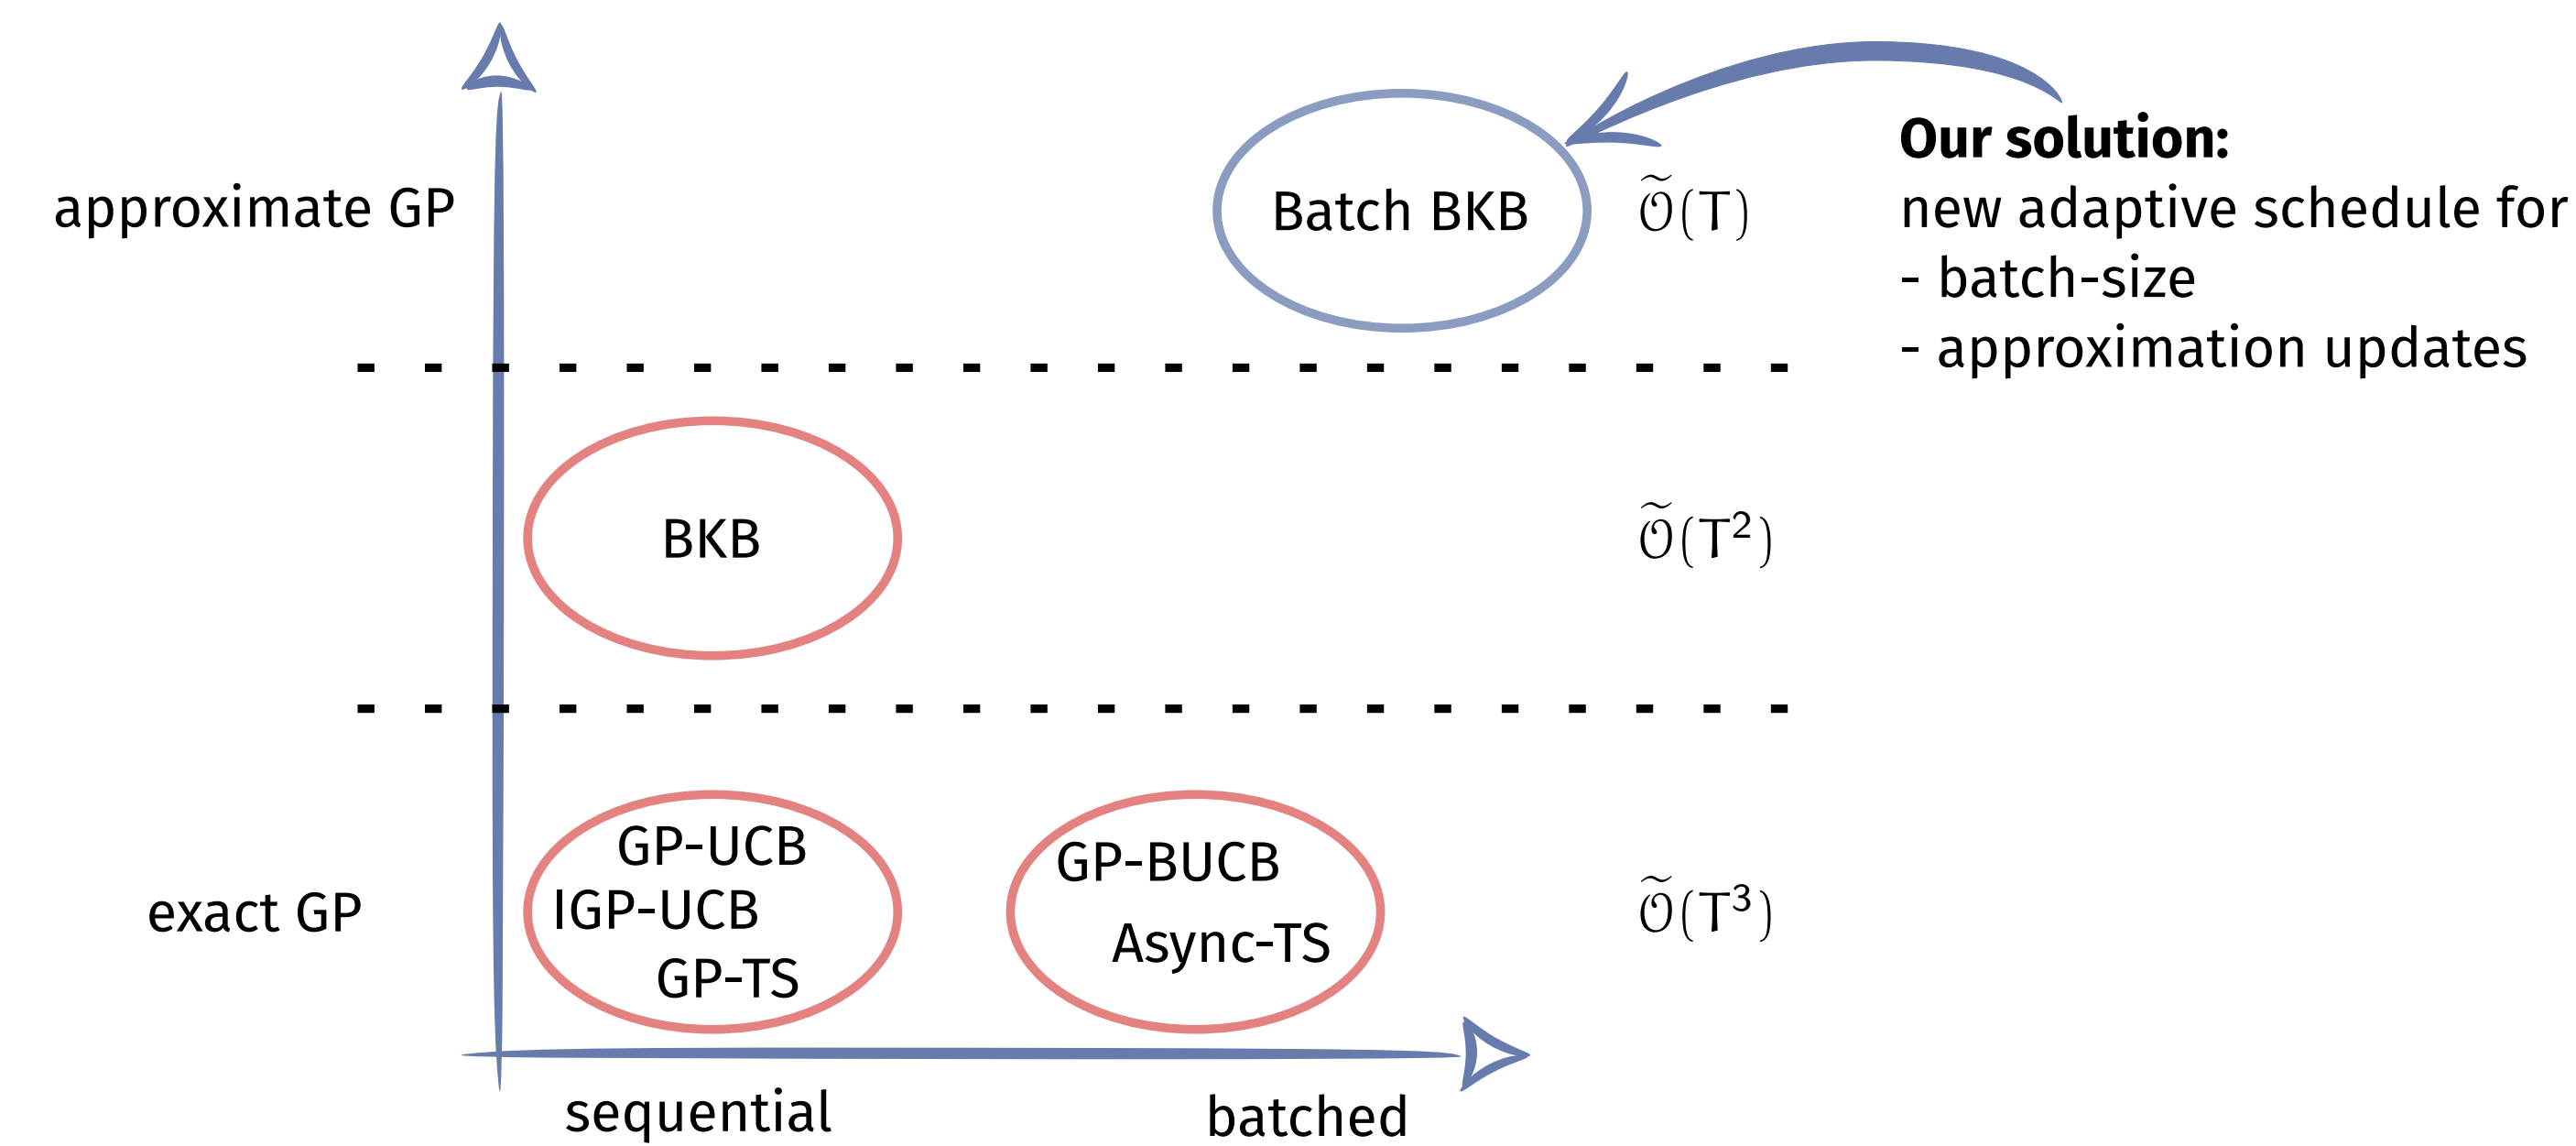 Our solution:
approximate GP
Batch BKB
Õ(T)
new adaptive schedule for
- batch-size
- approximation updates
BKB
Õ(T²)
GP-UCB
IGP-UCB
GP-TS
GP-BUCB
Async-TS
exact GP
Õ(T³)
sequential
batched